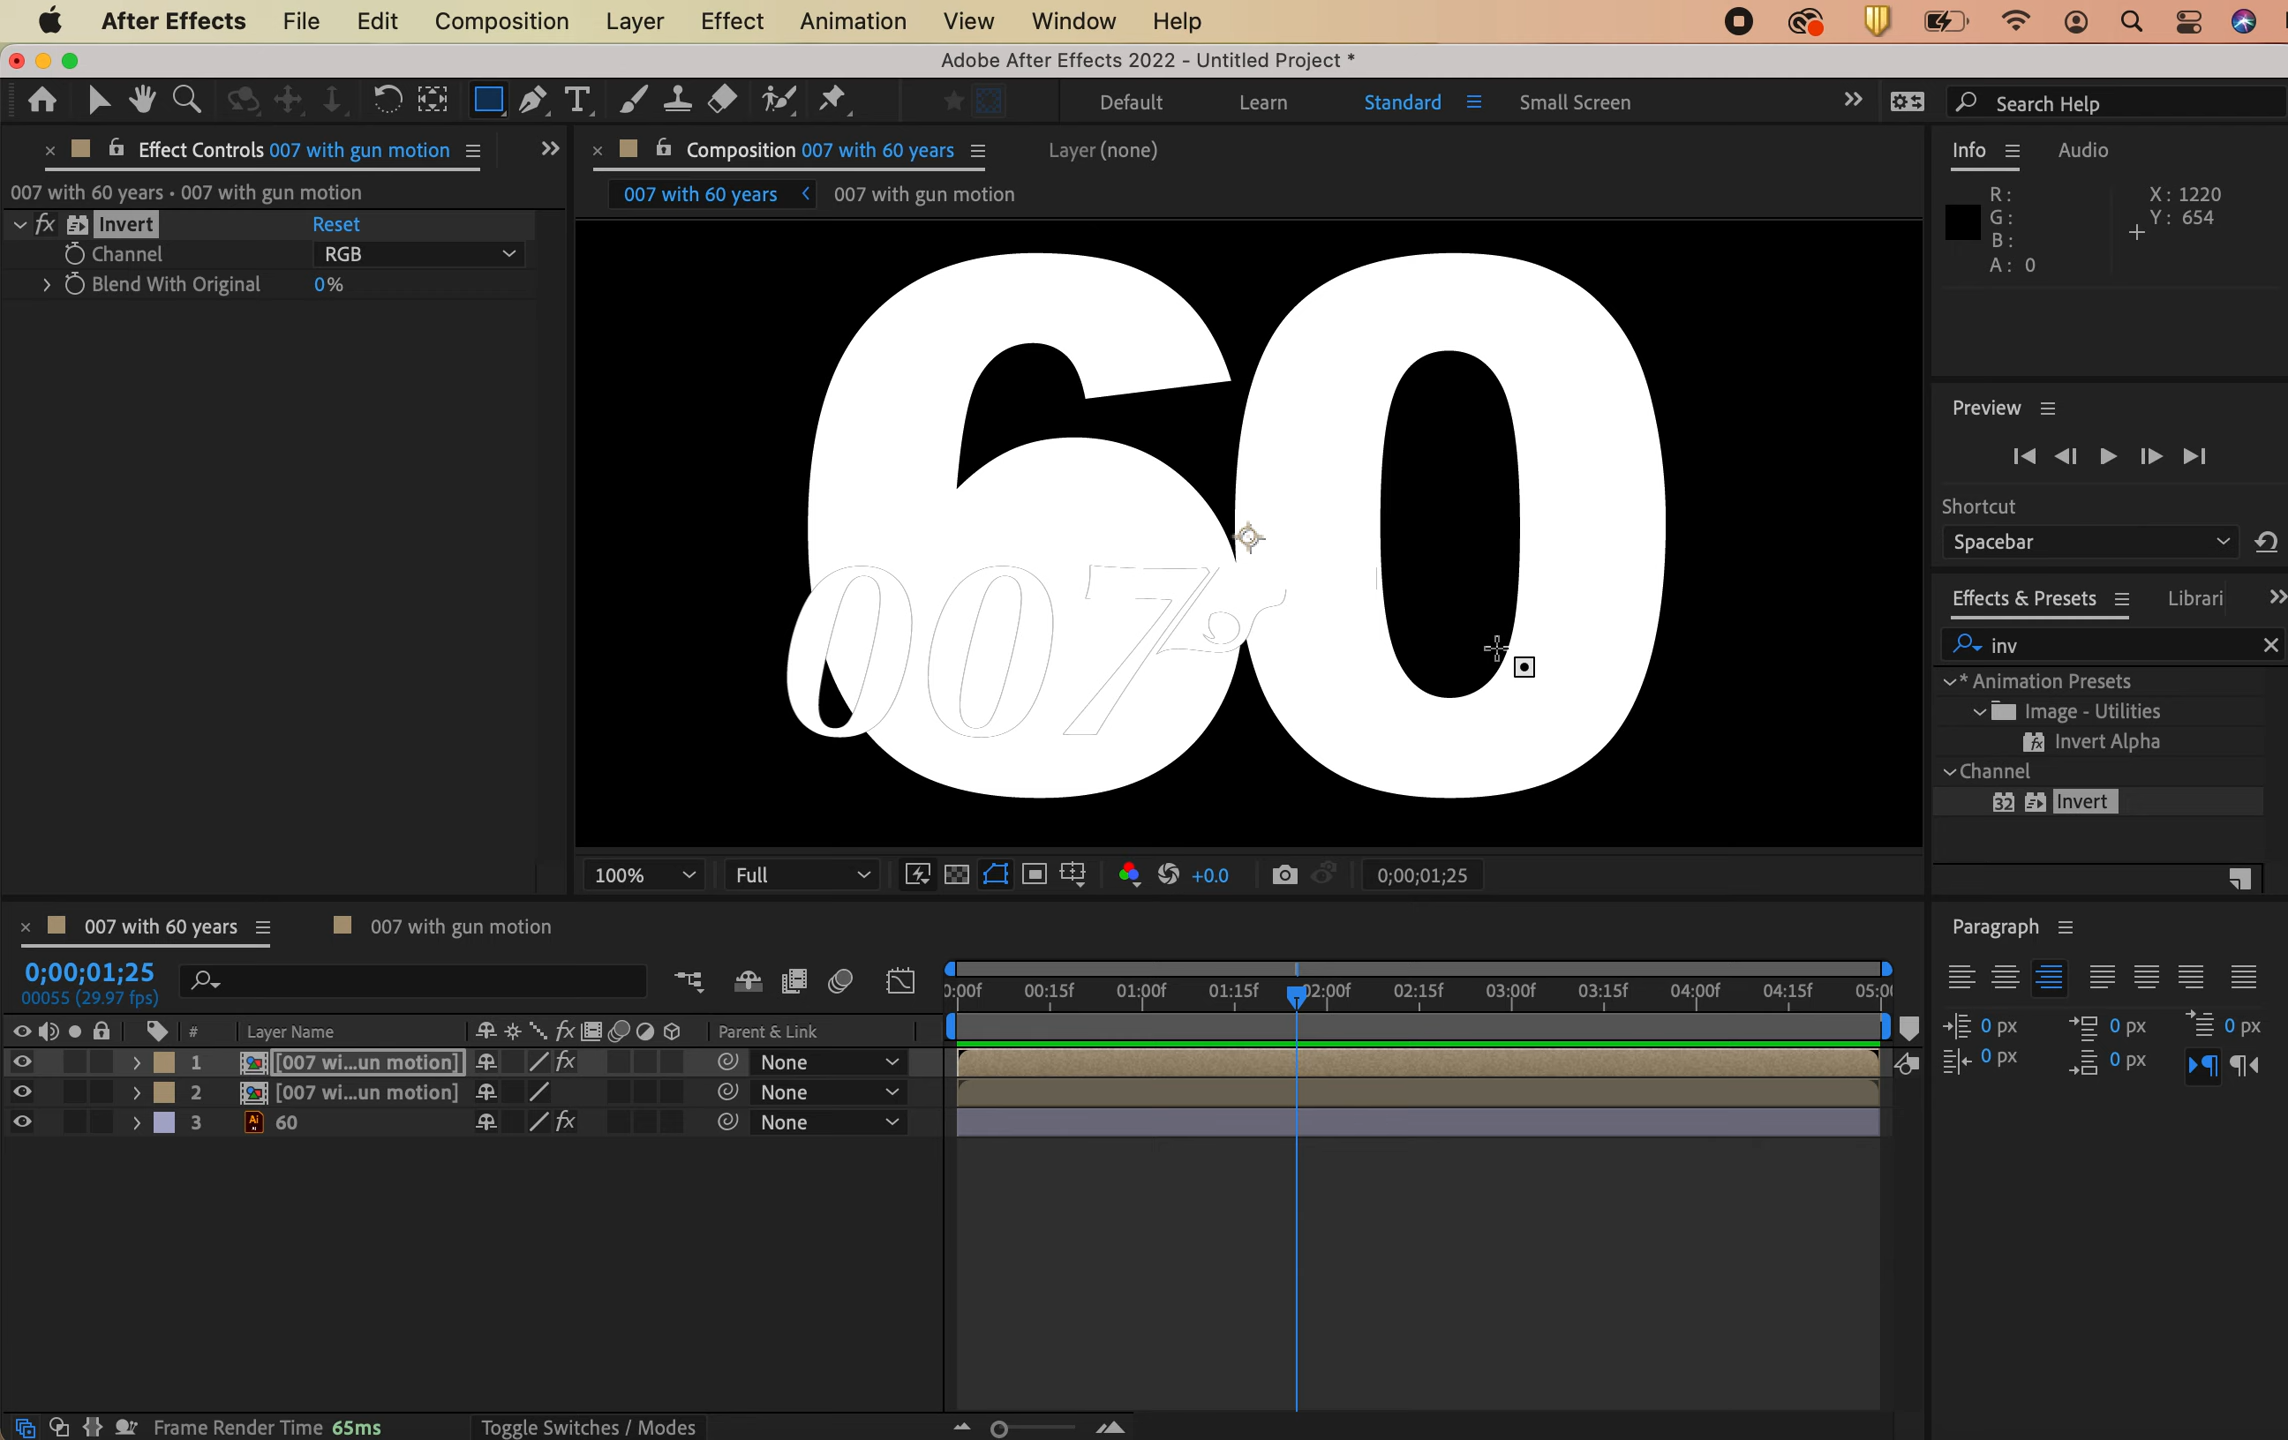 After Effects File Edit Composition Layer Effect Animation View Window Help
Adobe After Effects 2022 - Untitled Project *
T Default Learn Standard Small Screen Search Help
Effect Controls 007 with gun motion Composition 007 with 60 years Layer (none) Info Audio
007 with 60 years • 007 with gun motion 007 with 60 years 007 with gun motion
fx Invert Reset
Channel RGB
Blend With Original 0%
R: X: 1220
G: Y: 654
B:
A: 0
60
007
Preview
Shortcut
Spacebar
Effects & Presets Librari
inv
* Animation Presets
Image - Utilities
Invert Alpha
Channel
32 Invert
100% Full +0.0 0;00;01;25
007 with 60 years 007 with gun motion Paragraph
0;00;01;25
00055 (29.97 fps)
0:00f 00:15f 01:00f 01:15f 02:00f 02:15f 03:00f 03:15f 04:00f 04:15f 05:00
# Layer Name fx Parent & Link
0 px 0 px 0 px
1 [007 wi...un motion] fx None
0 px 0 px
2 [007 wi...un motion] None
3 Ai 60 fx None
Frame Render Time 65ms Toggle Switches / Modes